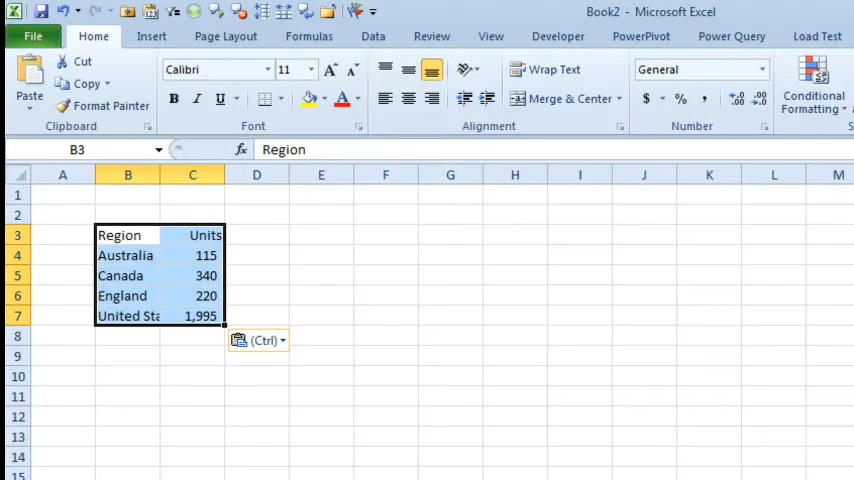 Book2 - Microsoft Excel
File Home Insert Page Layout Formulas Data Review View Developer PowerPivot Power Query Load Test
Paste
Cut
Copy
Format Painter
Clipboard
Calibri 11
B I U A
Font
Wrap Text
Merge & Center
Alignment
General
$ % ,
Number
Conditional
Formatting
B3 fx Region
A B C D E F G H I J K L M
1
2
3 Region Units
4 Australia 115
5 Canada 340
6 England 220
7 United Sta 1,995
8 (Ctrl)
9
10
11
12
13
14
15